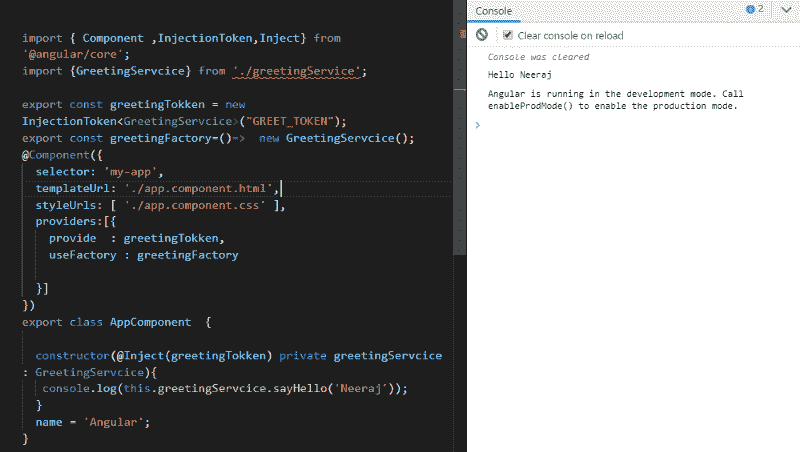 import { Component ,InjectionToken,Inject} from
'@angular/core';
import {GreetingServcice} from './greetingService';
export const greetingTokken = new
InjectionToken<GreetingServcice>("GREET_TOKEN");
export const greetingFactory=()=>  new GreetingServcice();
@Component({
selector: 'my-app',
templateUrl: './app.component.html',
styleUrls: [ './app.component.css' ],
providers:[{
provide  : greetingTokken,
useFactory : greetingFactory
}]
})
export class AppComponent  {
constructor(@Inject(greetingTokken) private greetingServcice
: GreetingServcice){
console.log(this.greetingServcice.sayHello('Neeraj'));
}
name = 'Angular';
}
Console
2
Clear console on reload
Console was cleared
Hello Neeraj
Angular is running in the development mode. Call
enableProdMode() to enable the production mode.
>